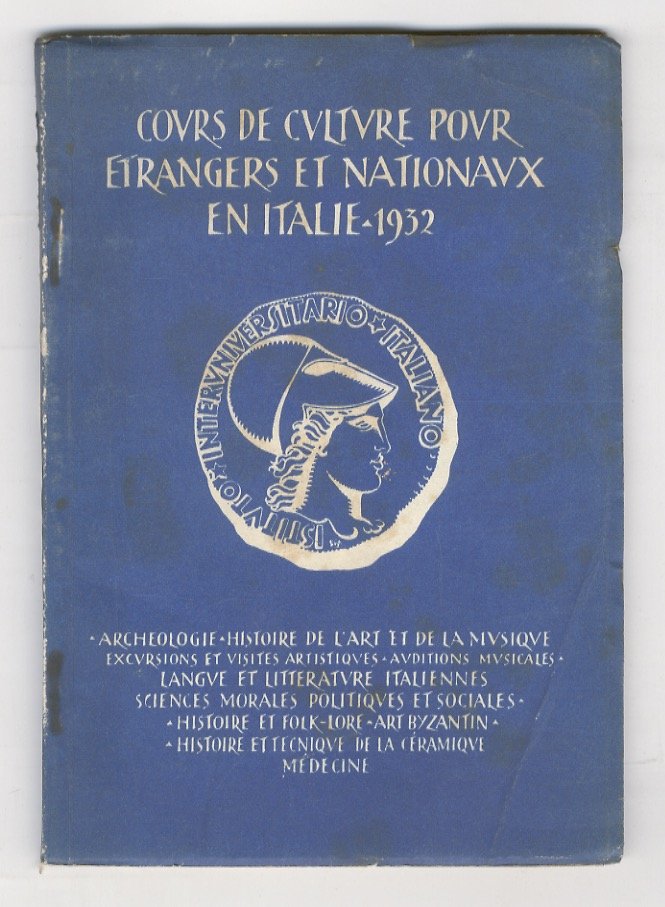 COVRS DE CVLTVRE POVR
ETRANGERS ET NATIONAVX
EN ITALIE ▴ 1932
ISTITVTO ★ INTERVNIVERSITARIO ★ ITALIANO
▴ ARCHEOLOGIE ▴ HISTOIRE DE L'ART ET DE LA MVSIQVE
EXCVRSIONS ET VISITES ARTISTIQVES ▴ AVDITIONS MVSICALES ▴
LANGVE ET LITTERATVRE ITALIENNES
SCIENCES MORALES POLITIQVES ET SOCIALES ▴
▴ HISTOIRE ET FOLK-LORE ▴ ART BYZANTIN ▴
▴ HISTOIRE ET TECNIQVE DE LA CÉRAMIQVE
MÉDECINE